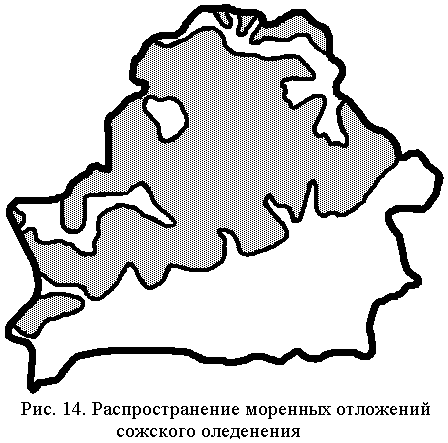 Рис. 14. Распространение моренных отложений
сожского оледенения